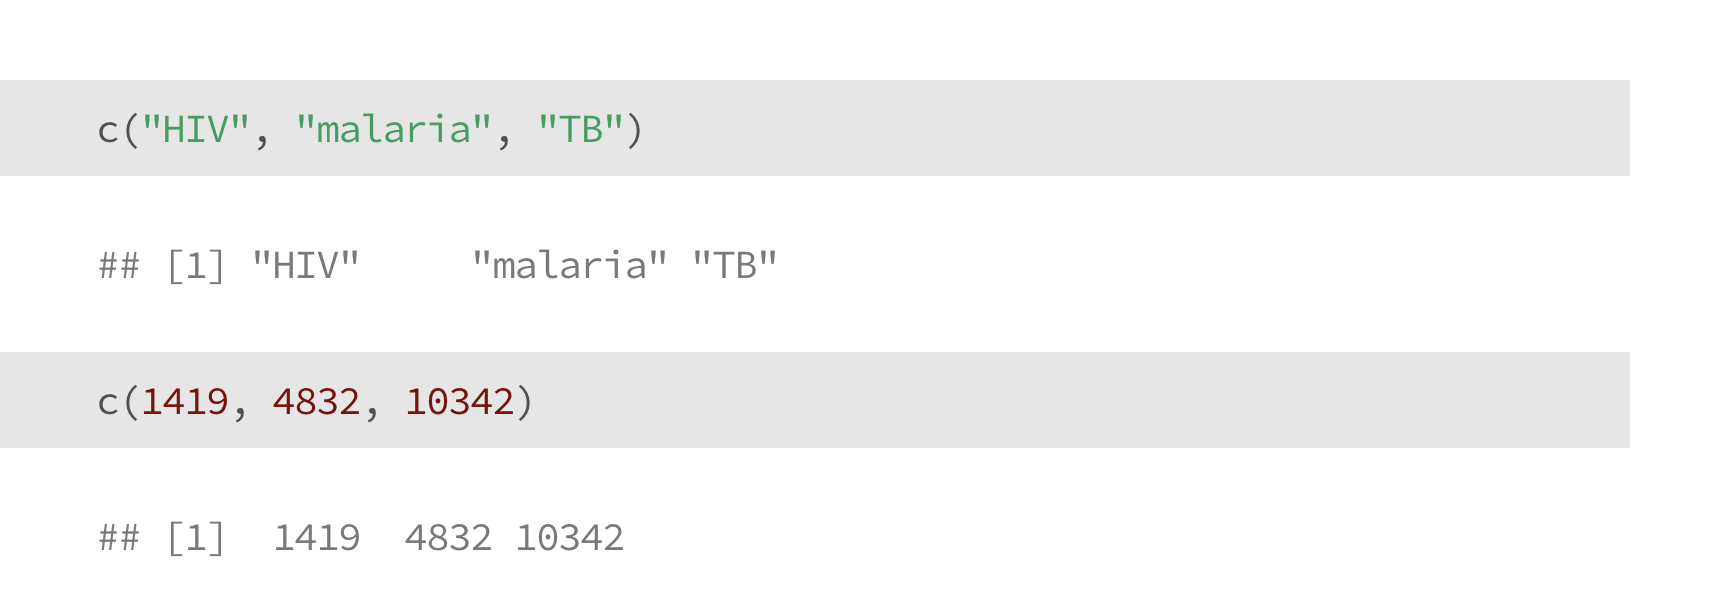 c("HIV", "malaria", "TB")
## [1] "HIV"     "malaria" "TB"
c(1419, 4832, 10342)
## [1]  1419  4832 10342